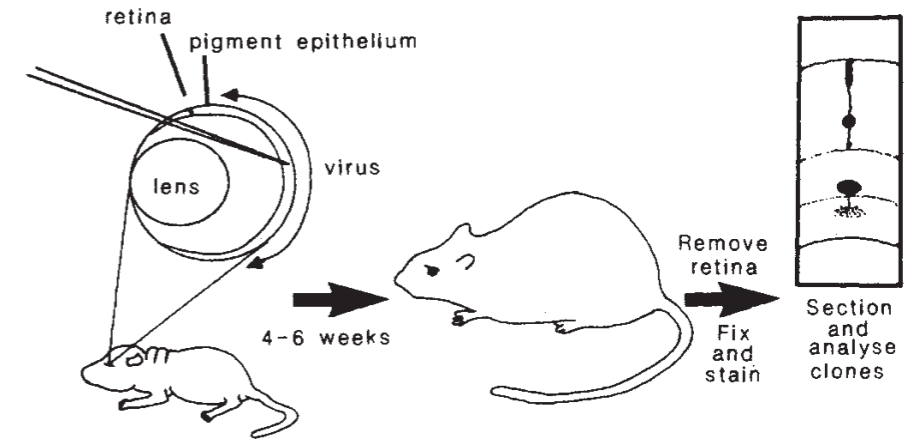 retina
pigment epithelium
virus
lens
4-6 weeks
Remove
retina
Fix
and
stain
Section
and
analyse
clones